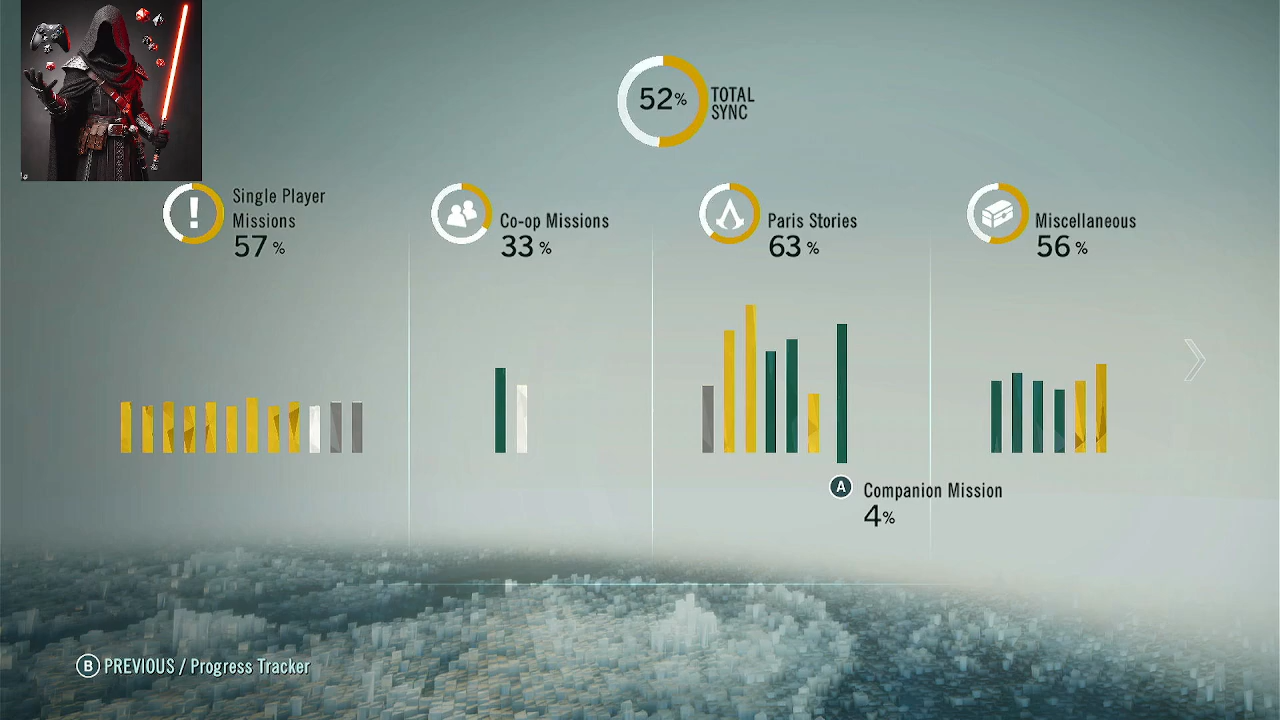 52%
TOTAL
SYNC
Single Player
Missions
57 %
Co-op Missions
33 %
Paris Stories
63 %
Miscellaneous
56 %
A
Companion Mission
4%
B PREVIOUS / Progress Tracker